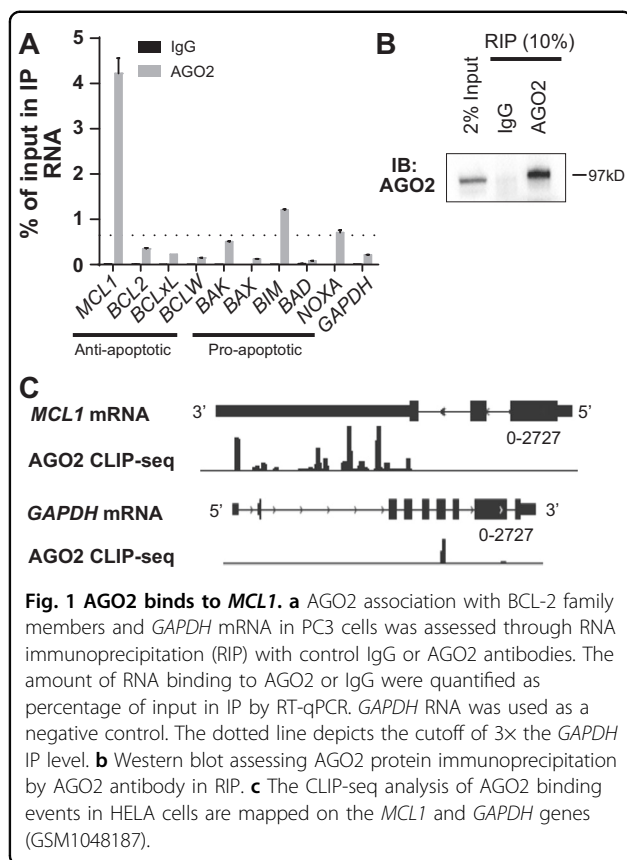 A
IgG
AGO2
% of input in IP
RNA
5
4
3
2
1
0
MCL1
BCL2
BCLxL
BCLW
BAK
BAX
BIM
BAD
NOXA
GAPDH
Anti-apoptotic
Pro-apoptotic
B
RIP (10%)
2% Input
IgG
AGO2
IB:
AGO2
97kD
C
3’ 5’
MCL1 mRNA
0-2727
AGO2 CLIP-seq
5’ 3’
GAPDH mRNA
0-2727
AGO2 CLIP-seq
Fig. 1 AGO2 binds to MCL1. a AGO2 association with BCL-2 family
members and GAPDH mRNA in PC3 cells was assessed through RNA
immunoprecipitation (RIP) with control IgG or AGO2 antibodies. The
amount of RNA binding to AGO2 or IgG were quantified as
percentage of input in IP by RT-qPCR. GAPDH RNA was used as a
negative control. The dotted line depicts the cutoff of 3× the GAPDH
IP level. b Western blot assessing AGO2 protein immunoprecipitation
by AGO2 antibody in RIP. c The CLIP-seq analysis of AGO2 binding
events in HELA cells are mapped on the MCL1 and GAPDH genes
(GSM1048187).